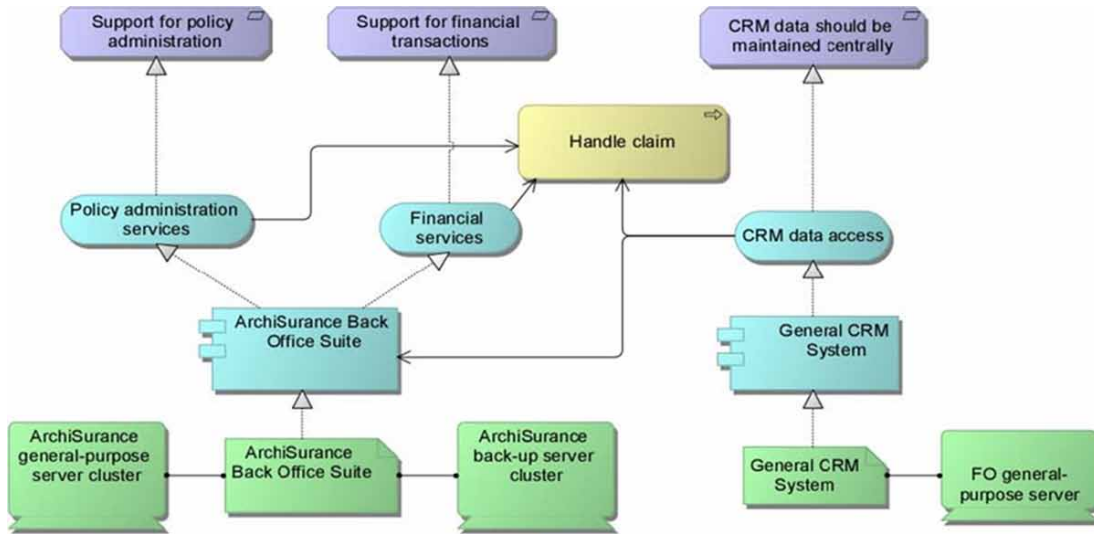 Support for policy
administration
Support for financial
transactions
CRM data should be
maintained centrally
Handle claim
Policy administration
services
Financial
services
CRM data access
ArchiSurance Back
Office Suite
General CRM
System
ArchiSurance
general-purpose
server cluster
ArchiSurance
Back Office Suite
ArchiSurance
back-up server
cluster
General CRM
System
FO general-
purpose server